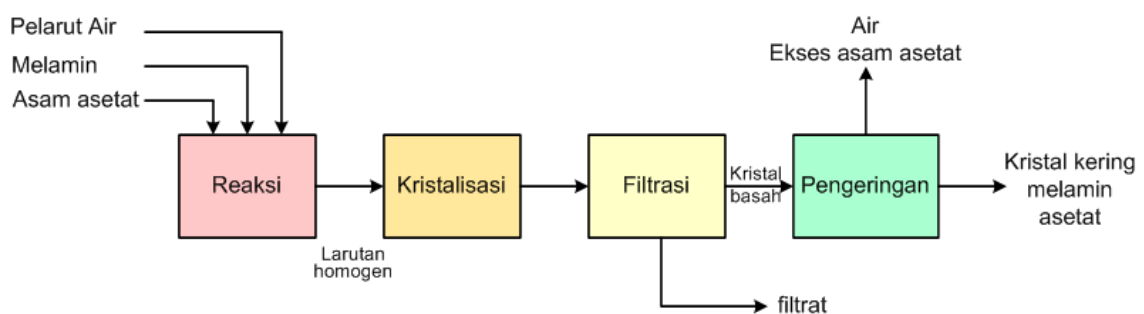 Pelarut Air
Melamin
Asam asetat
Reaksi
Larutan
homogen
Kristalisasi
Filtrasi
Kristal
basah
filtrat
Pengeringan
Air
Ekses asam asetat
Kristal kering
melamin
asetat